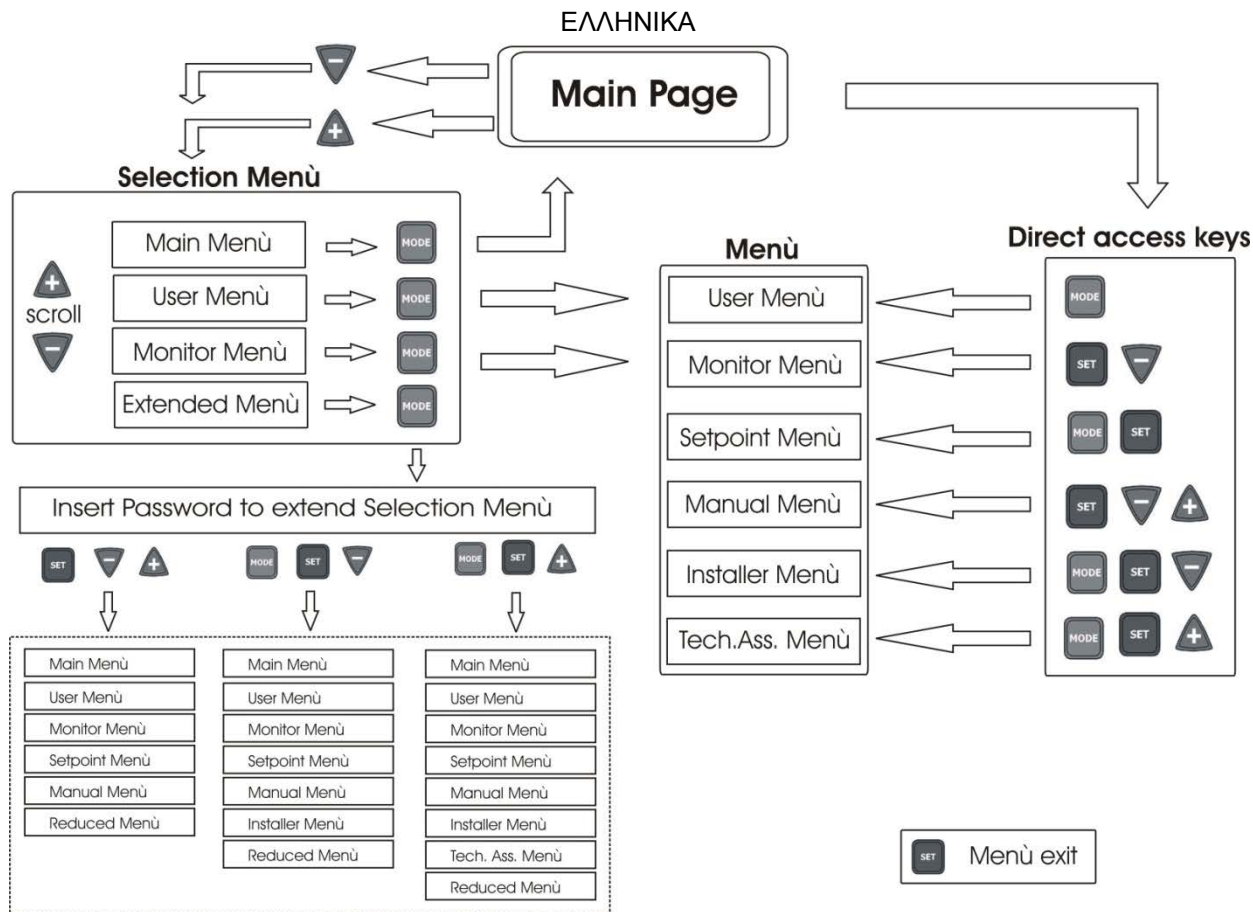 ΕΛΛΗΝΙΚΑ
Main Page
Selection Menù
Main Menù
MODE
User Menù
MODE
scroll
Monitor Menù
MODE
Extended Menù
MODE
Insert Password to extend Selection Menù
SET
MODE SET
MODE SET
Main Menù
User Menù
Monitor Menù
Setpoint Menù
Manual Menù
Reduced Menù
Main Menù
User Menù
Monitor Menù
Setpoint Menù
Manual Menù
Installer Menù
Reduced Menù
Main Menù
User Menù
Monitor Menù
Setpoint Menù
Manual Menù
Installer Menù
Tech. Ass. Menù
Reduced Menù
Menù
User Menù
Monitor Menù
Setpoint Menù
Manual Menù
Installer Menù
Tech.Ass. Menù
Direct access keys
MODE
SET
MODE SET
SET
MODE SET
MODE SET
SET Menù exit